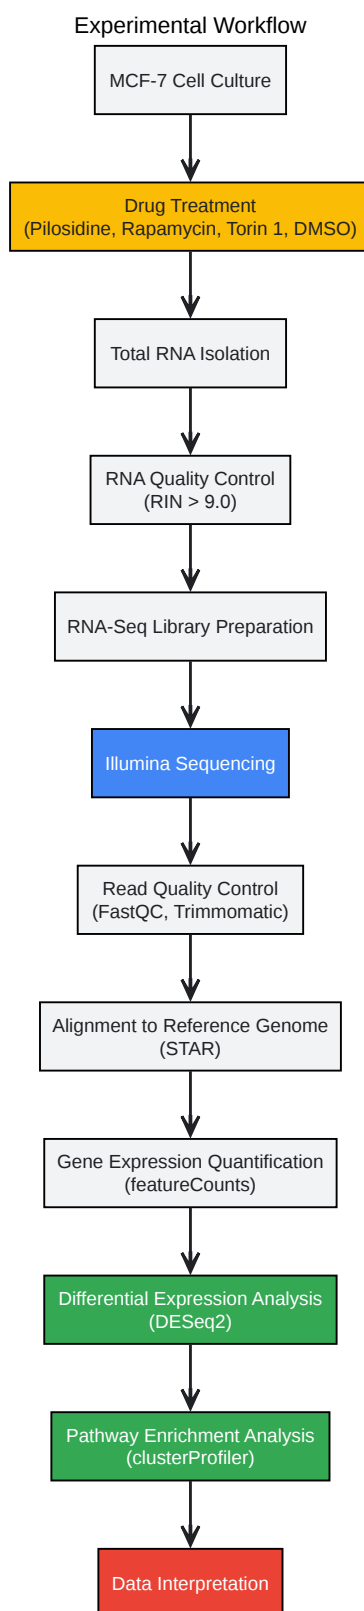 Experimental Workflow
MCF-7 Cell Culture
Drug Treatment
(Pilosidine, Rapamycin, Torin 1, DMSO)
Total RNA Isolation
RNA Quality Control
(RIN > 9.0)
RNA-Seq Library Preparation
Illumina Sequencing
Read Quality Control
(FastQC, Trimmomatic)
Alignment to Reference Genome
(STAR)
Gene Expression Quantification
(featureCounts)
Differential Expression Analysis
(DESeq2)
Pathway Enrichment Analysis
(clusterProfiler)
Data Interpretation